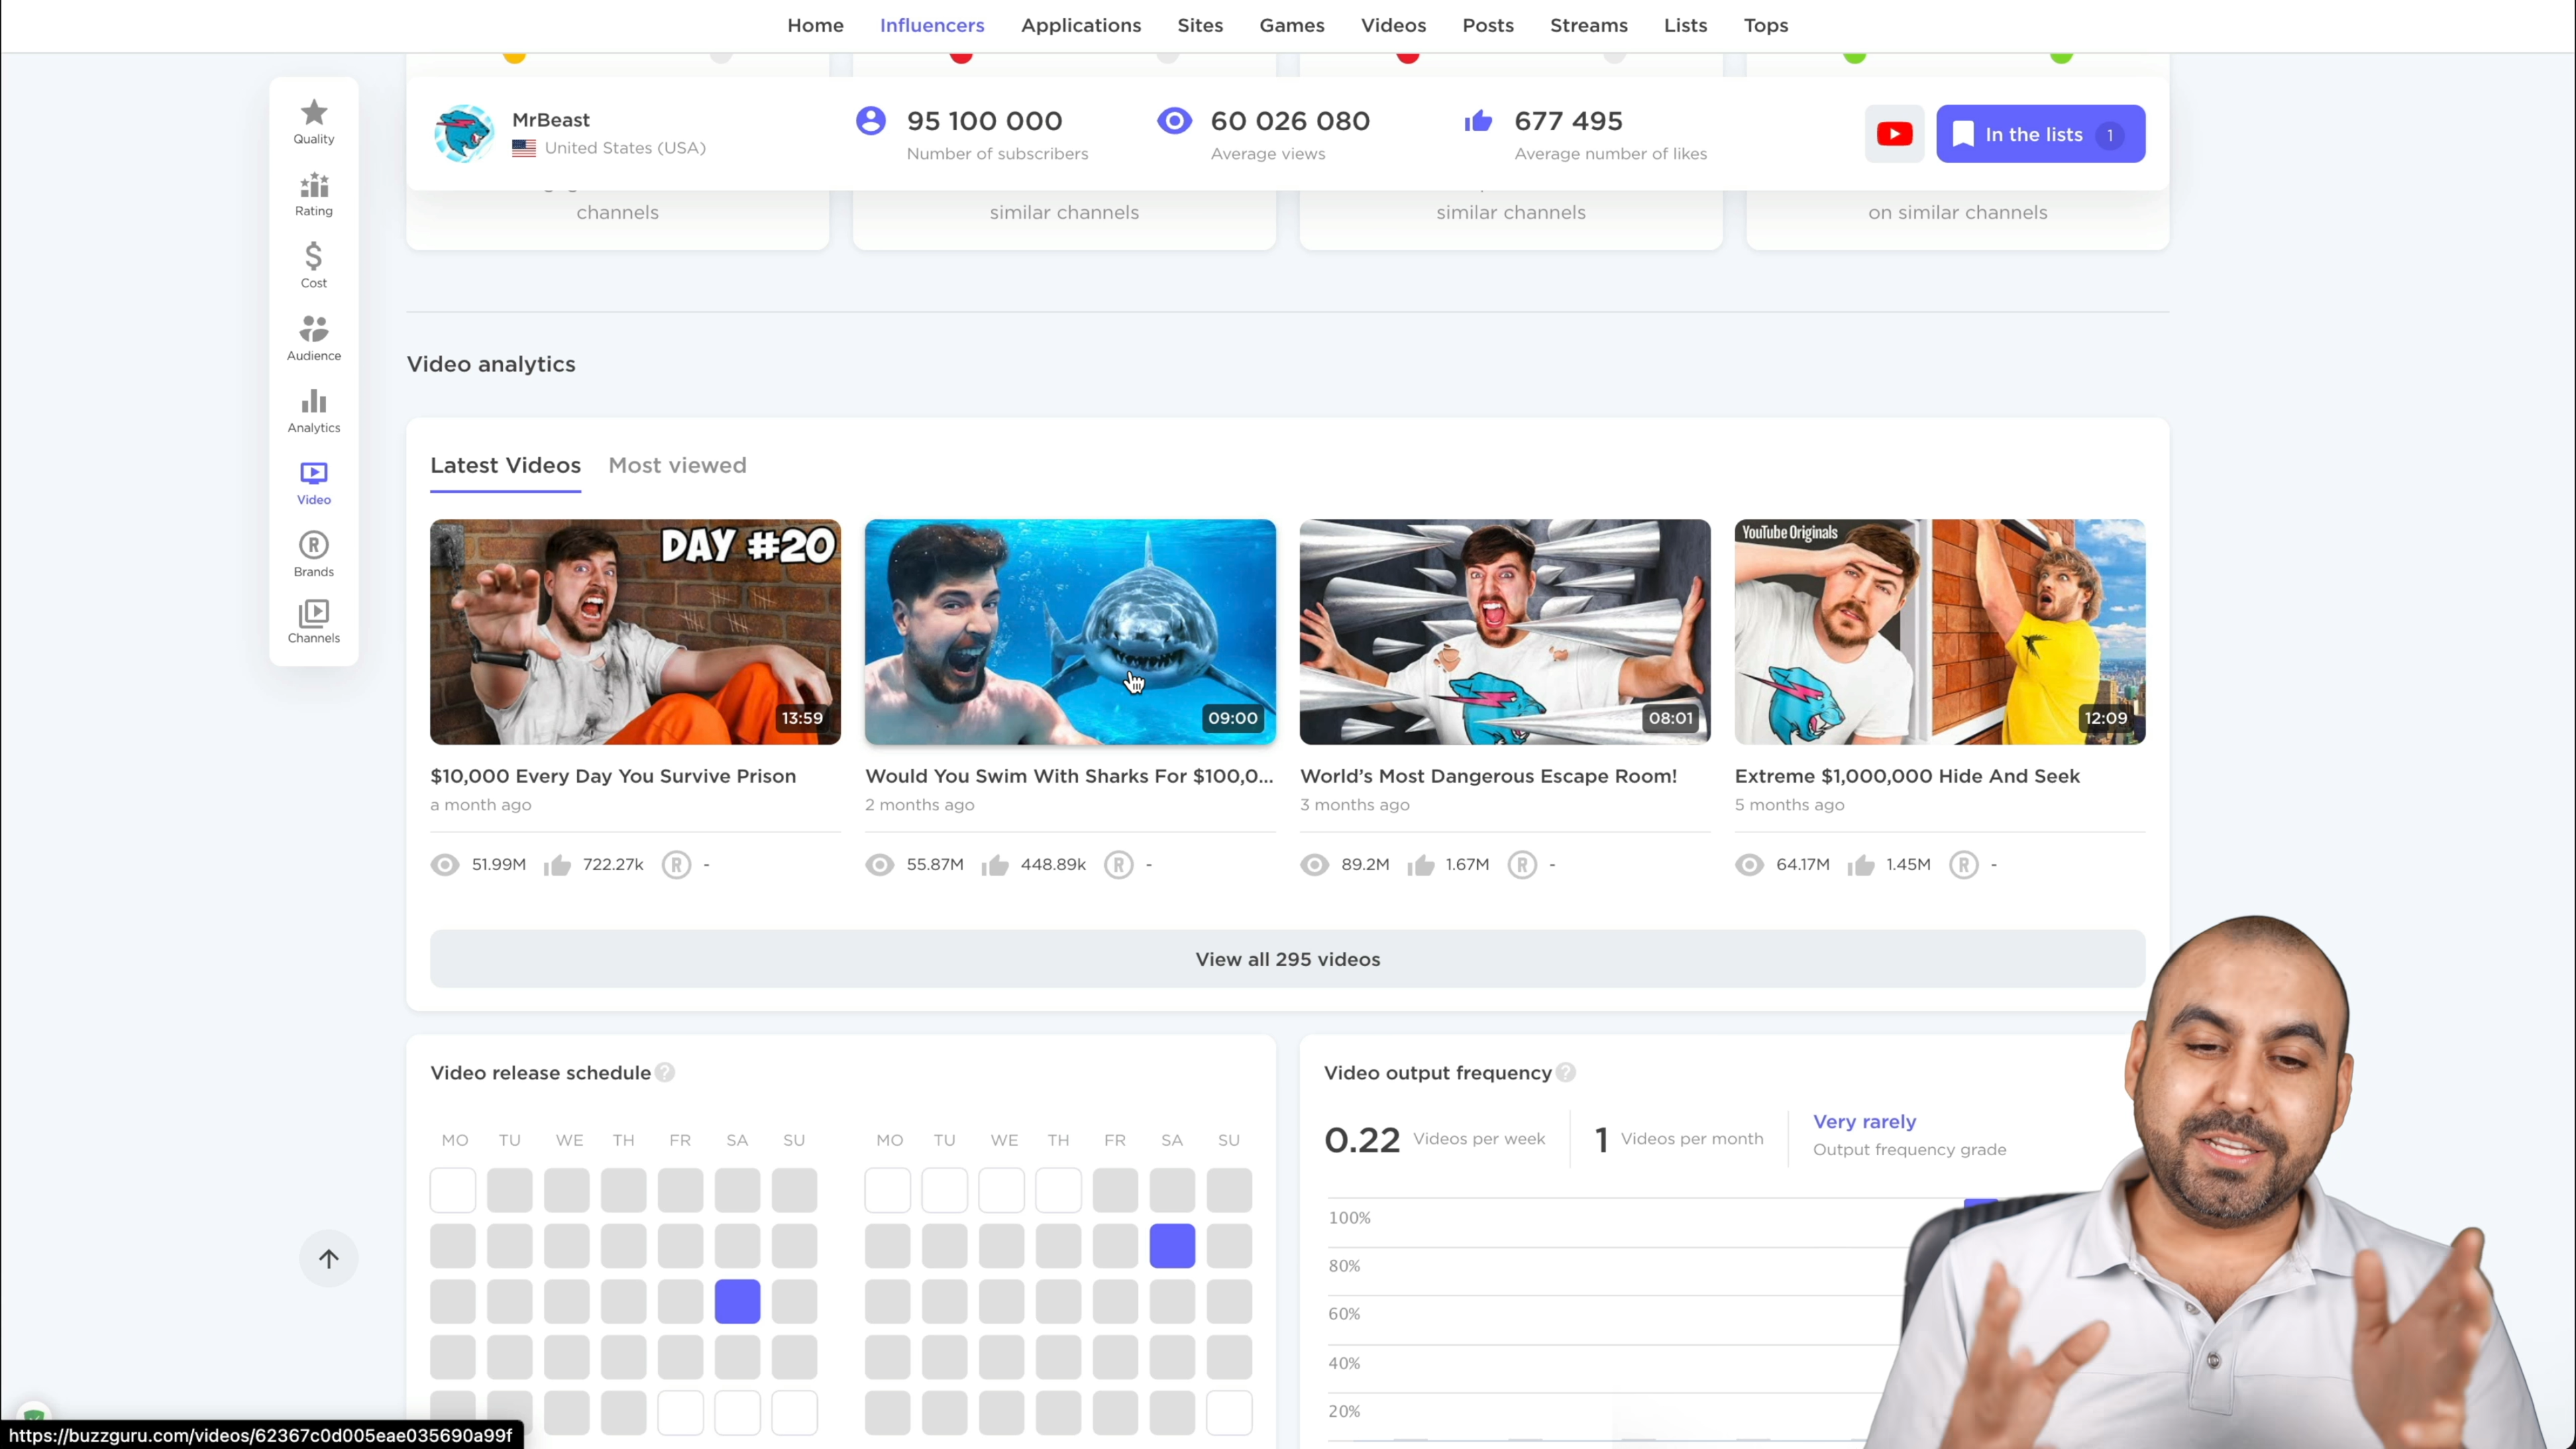 Home Influencers Applications Sites Games Videos Posts Streams Lists Tops
Quality
Rating
Cost
Audience
Analytics
Video
Brands
Channels
MrBeast
United States (USA)
95 100 000
Number of subscribers
60 026 080
Average views
677 495
Average number of likes
In the lists 1
channels
similar channels
similar channels
on similar channels
Video analytics
Latest Videos Most viewed
DAY #20
13:59
09:00
08:01
YouTube Originals
12:09
$10,000 Every Day You Survive Prison
a month ago
51.99M 722.27k R -
Would You Swim With Sharks For $100,0...
2 months ago
55.87M 448.89k R -
World's Most Dangerous Escape Room!
3 months ago
89.2M 1.67M R -
Extreme $1,000,000 Hide And Seek
5 months ago
64.17M 1.45M R -
View all 295 videos
Video release schedule ?
MO TU WE TH FR SA SU
MO TU WE TH FR SA SU
Video output frequency ?
0.22 Videos per week
1 Videos per month
Very rarely
Output frequency grade
100%
80%
60%
40%
20%
https://buzzguru.com/videos/62367c0d005eae035690a99f